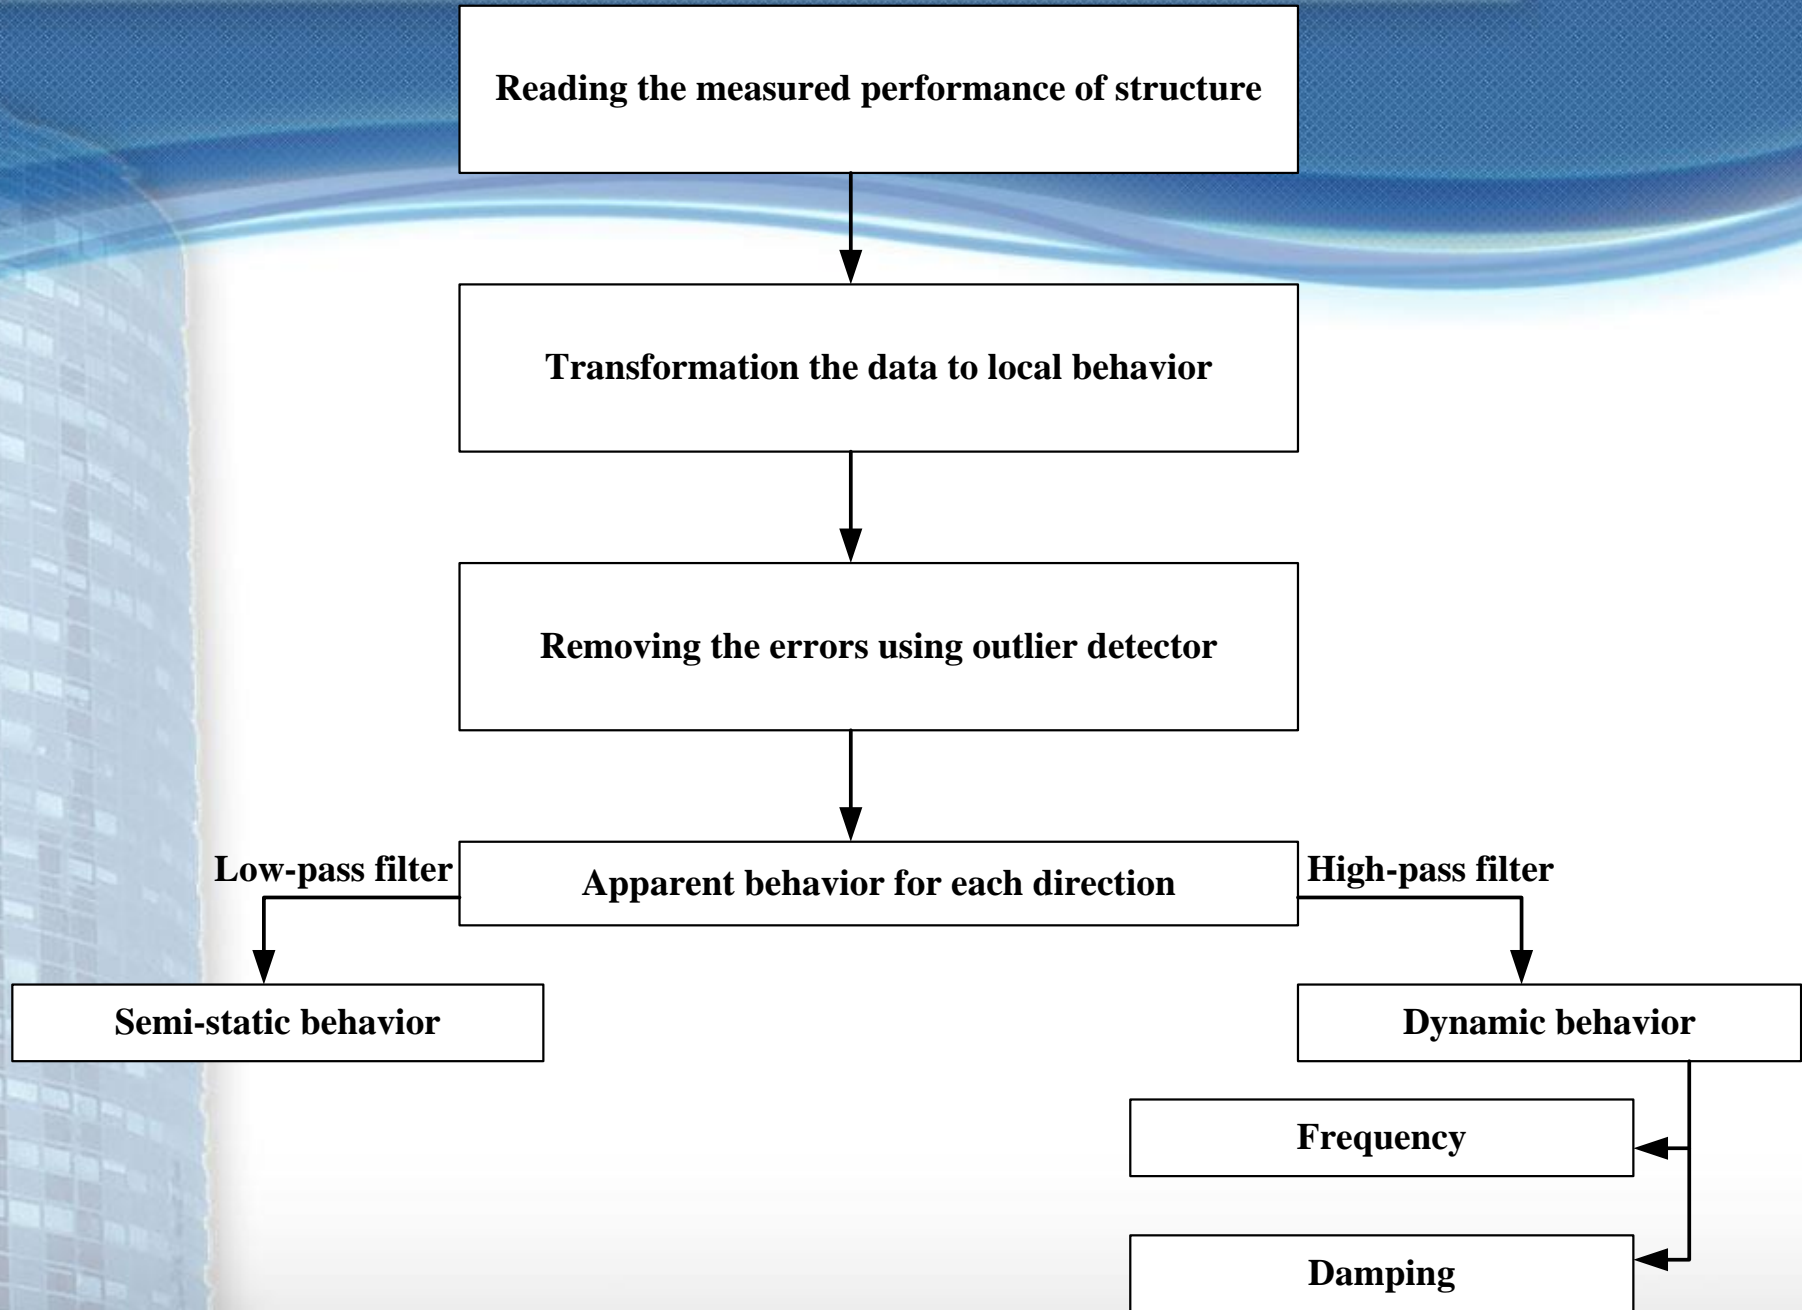 Reading the measured performance of structure
Transformation the data to local behavior
Removing the errors using outlier detector
Low-pass filter
Apparent behavior for each direction
High-pass filter
Semi-static behavior
Dynamic behavior
Frequency
Damping